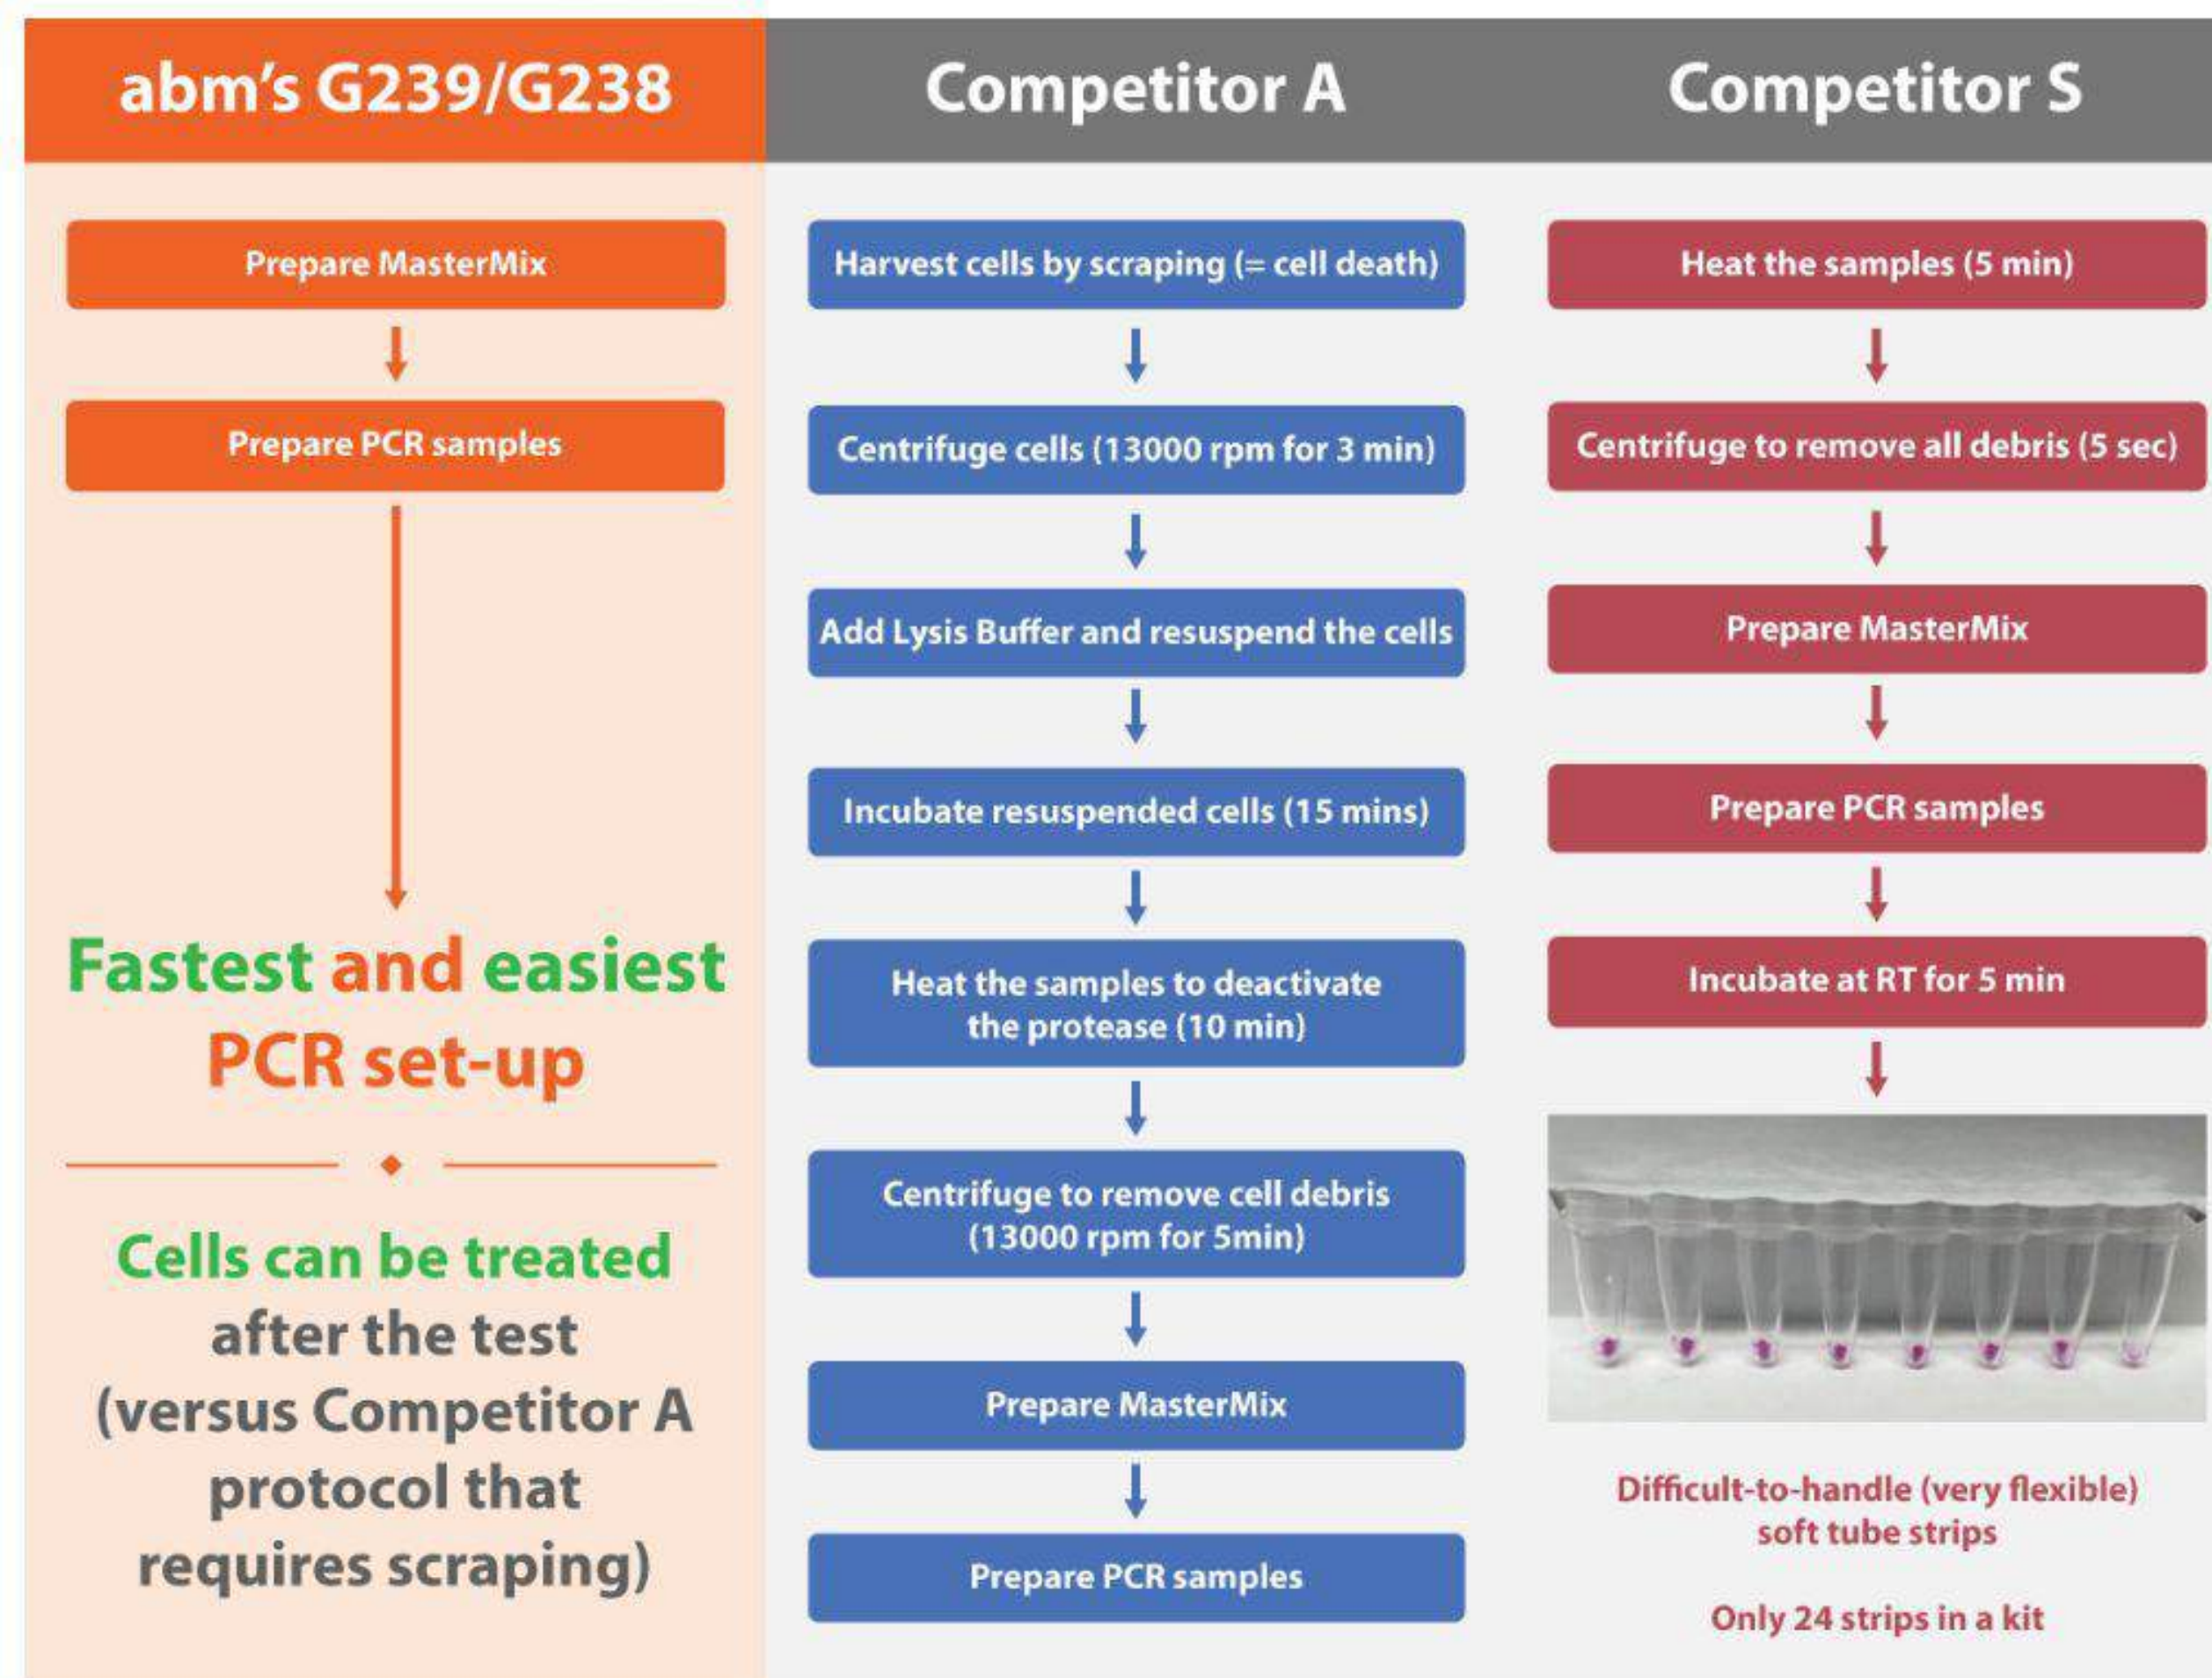 abm's G239/G238
Prepare MasterMix
Prepare PCR samples
Fastest and easiest
PCR set-up
Cells can be treated
after the test
(versus Competitor A
protocol that
requires scraping)
Competitor A
Harvest cells by scraping (= cell death)
Centrifuge cells (13000 rpm for 3 min)
Add Lysis Buffer and resuspend the cells
Incubate resuspended cells (15 mins)
Heat the samples to deactivate
the protease (10 min)
Centrifuge to remove cell debris
(13000 rpm for 5min)
Prepare MasterMix
Prepare PCR samples
Competitor S
Heat the samples (5 min)
Centrifuge to remove all debris (5 sec)
Prepare MasterMix
Prepare PCR samples
Incubate at RT for 5 min
Difficult-to-handle (very flexible)
soft tube strips
Only 24 strips in a kit